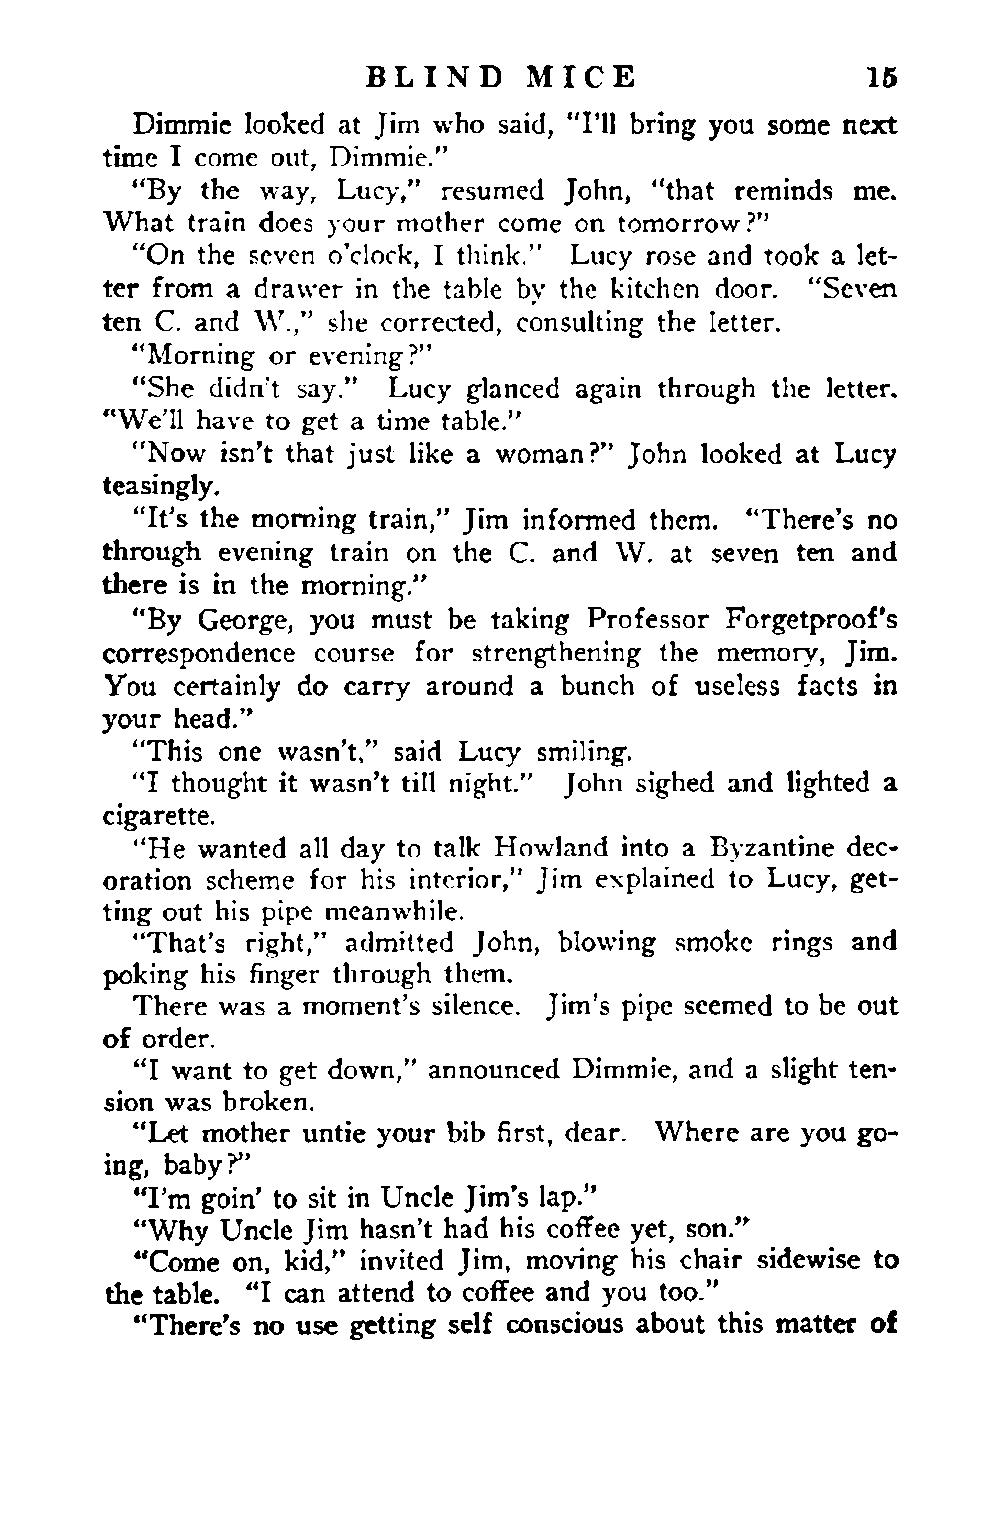 BLIND MICE 15
Dimmie looked at Jim who said, "I'll bring you some next
time I come out, Dimmie."
"By the way, Lucy," resumed John, "that reminds me.
What train does your mother come on tomorrow?"
"On the seven o'clock, I think." Lucy rose and took a let-
ter from a drawer in the table by the kitchen door. "Seven
ten C. and W.," she corrected, consulting the letter.
"Morning or evening?"
"She didn't say." Lucy glanced again through the letter.
"We'll have to get a time table."
"Now isn't that just like a woman?" John looked at Lucy
teasingly.
"It's the morning train," Jim informed them. "There's no
through evening train on the C. and W. at seven ten and
there is in the morning."
"By George, you must be taking Professor Forgetproof's
correspondence course for strengthening the memory, Jim.
You certainly do carry around a bunch of useless facts in
your head."
"This one wasn't," said Lucy smiling.
"I thought it wasn't till night." John sighed and lighted a
cigarette.
"He wanted all day to talk Howland into a Byzantine dec-
oration scheme for his interior," Jim explained to Lucy, get-
ting out his pipe meanwhile.
"That's right," admitted John, blowing smoke rings and
poking his finger through them.
There was a moment's silence. Jim's pipe seemed to be out
of order.
"I want to get down," announced Dimmie, and a slight ten-
sion was broken.
"Let mother untie your bib first, dear. Where are you go-
ing, baby?"
"I'm goin' to sit in Uncle Jim's lap."
"Why Uncle Jim hasn't had his coffee yet, son."
"Come on, kid," invited Jim, moving his chair sidewise to
the table. "I can attend to coffee and you too."
"There's no use getting self conscious about this matter of